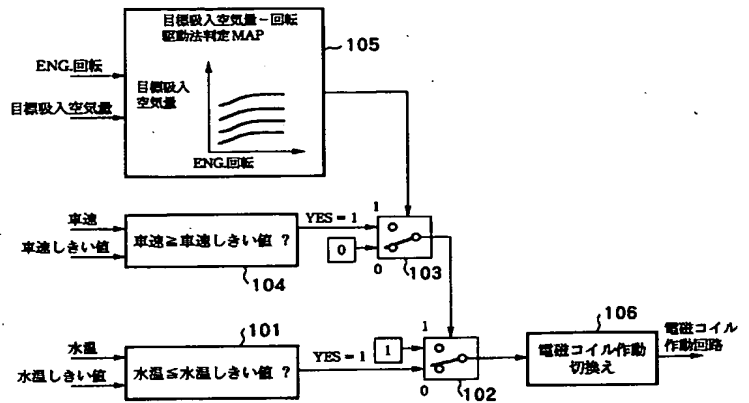 目標吸入空気量－回転
駆動法判定MAP
105
ENG.回転
目標吸入
空気量
目標吸入空気量
ENG.回転
車速
車速しきい値
車速≧車速しきい値 ?
104
YES = 1
0
1
0
103
水温
水温しきい値
水温≦水温しきい値 ?
101
YES = 1
1
1
0
102
電磁コイル作動
切換え
106
電磁コイル
作動回路